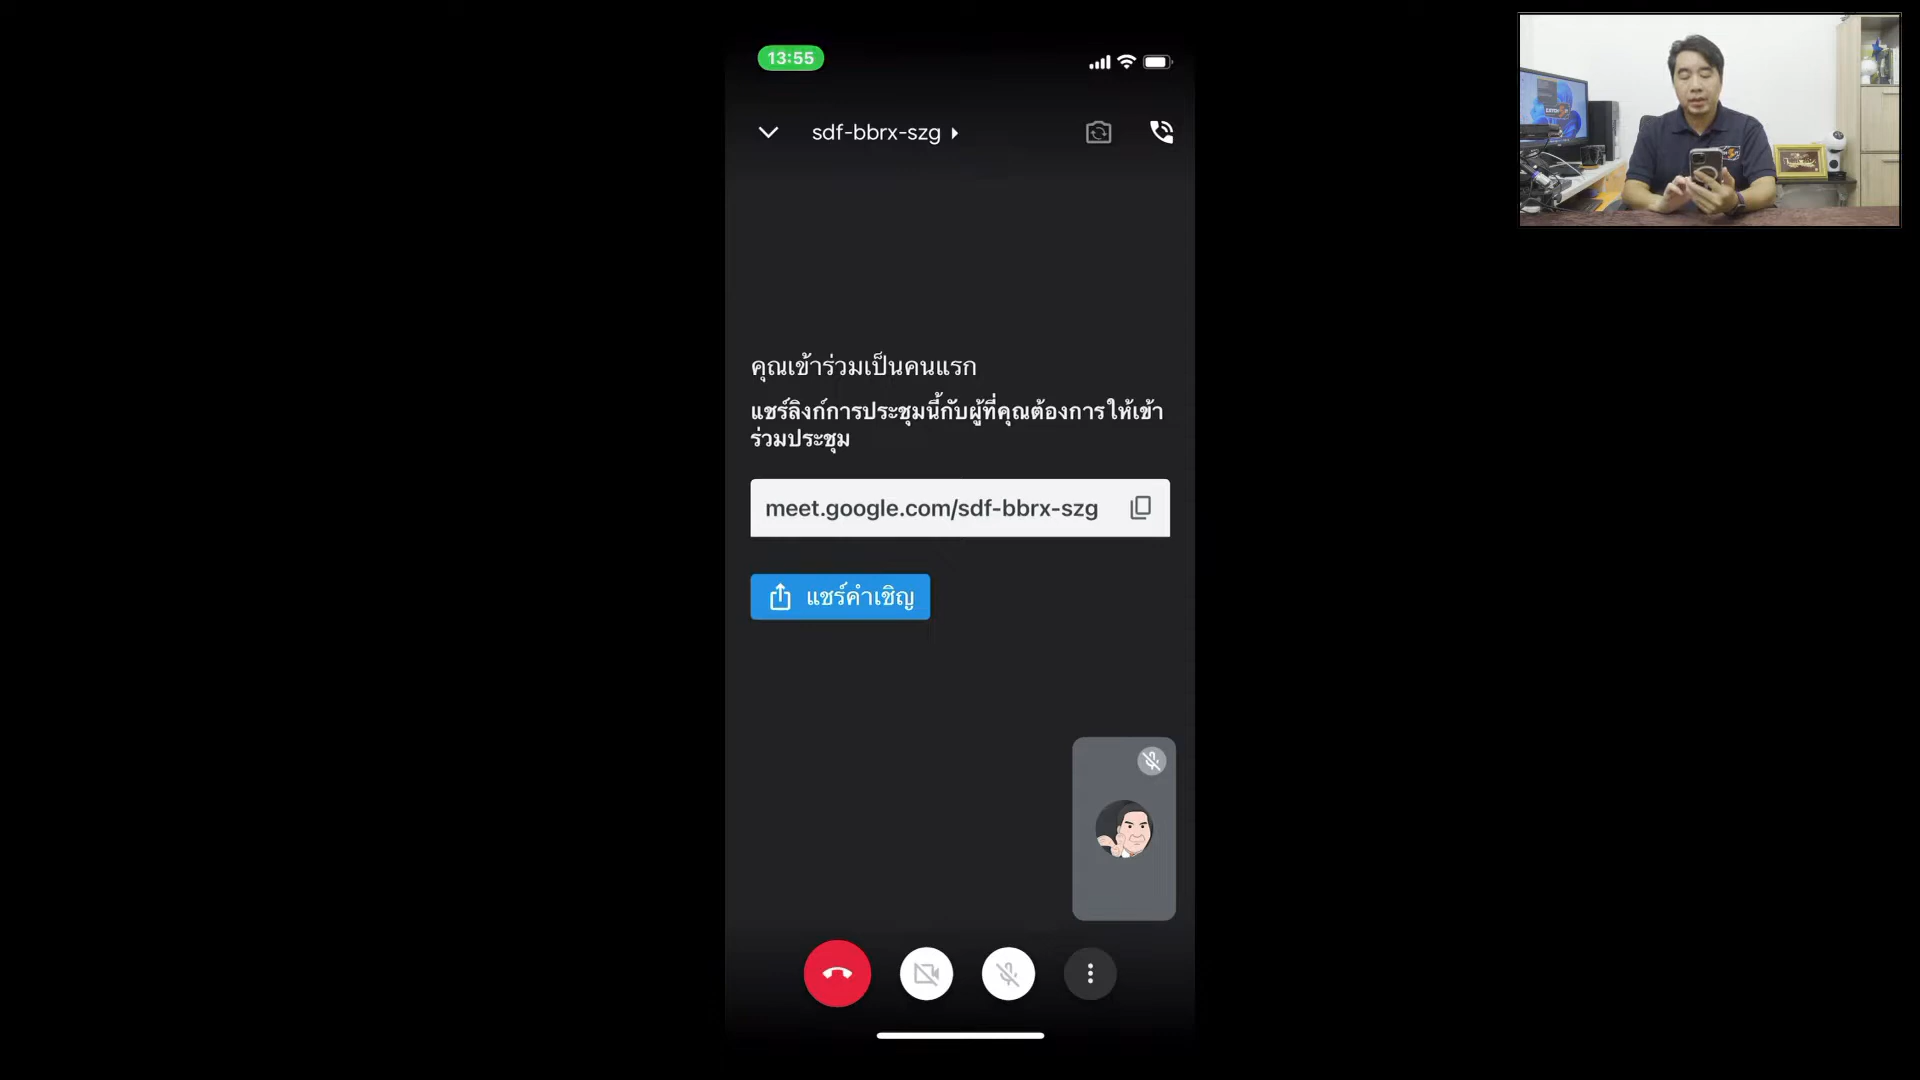 13:55
sdf-bbrx-szg
คุณเข้าร่วมเป็นคนแรก
แชร์ลิงก์การประชุมนี้กับผู้ที่คุณต้องการให้เข้า
ร่วมประชุม
meet.google.com/sdf-bbrx-szg
แชร์คำเชิญ